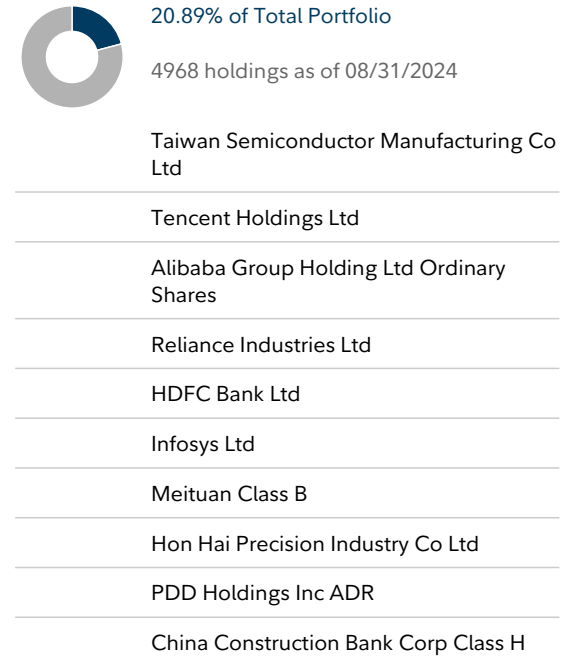 20.89% of Total Portfolio
4968 holdings as of 08/31/2024
Taiwan Semiconductor Manufacturing Co
Ltd
Tencent Holdings Ltd
Alibaba Group Holding Ltd Ordinary
Shares
Reliance Industries Ltd
HDFC Bank Ltd
Infosys Ltd
Meituan Class B
Hon Hai Precision Industry Co Ltd
PDD Holdings Inc ADR
China Construction Bank Corp Class H